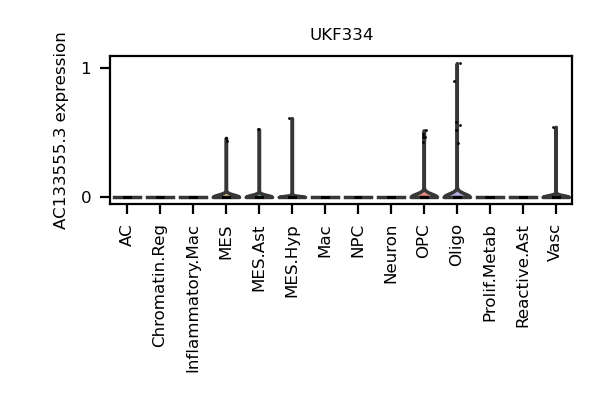 UKF334
AC133555.3 expression
1
0
AC
Chromatin.Reg
Inflammatory.Mac
MES
MES.Ast
MES.Hyp
Mac
NPC
Neuron
OPC
Oligo
Prolif.Metab
Reactive.Ast
Vasc